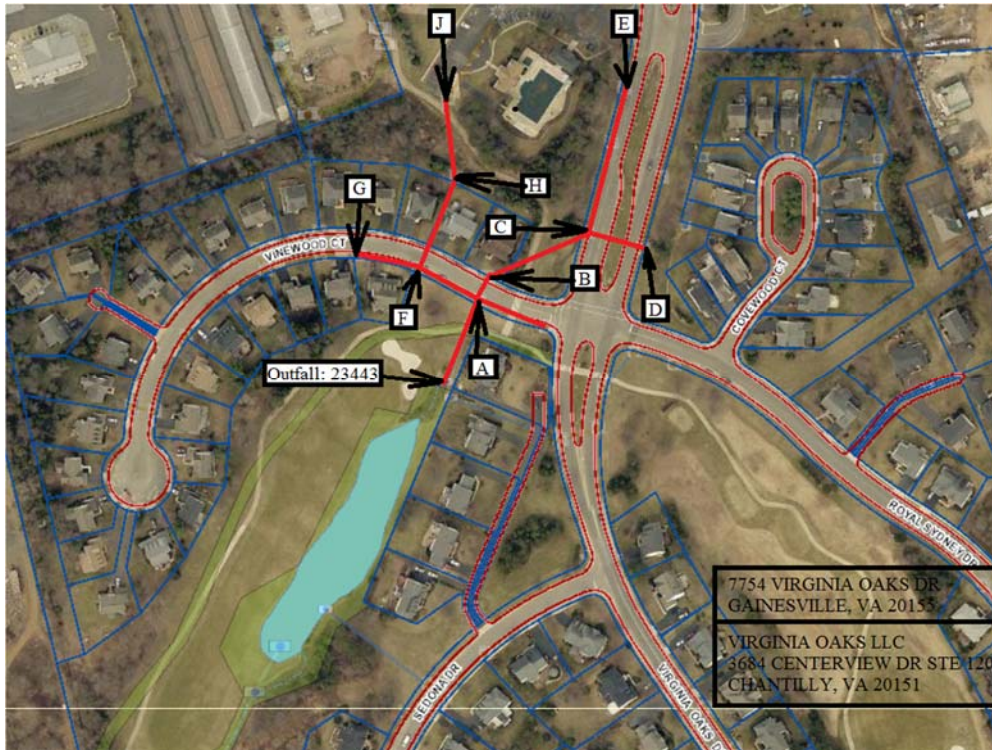 J
E
G
H
C
VINEWOOD CT
B
D
F
COVEWOOD CT
Outfall: 23443
A
ROYAL SYDNEY DR
7754 VIRGINIA OAKS DR
GAINESVILLE, VA 20155
VIRGINIA OAKS LLC
3684 CENTERVIEW DR STE 120
CHANTILLY, VA 20151
SEDONA DR
VIRGINIA OAKS D